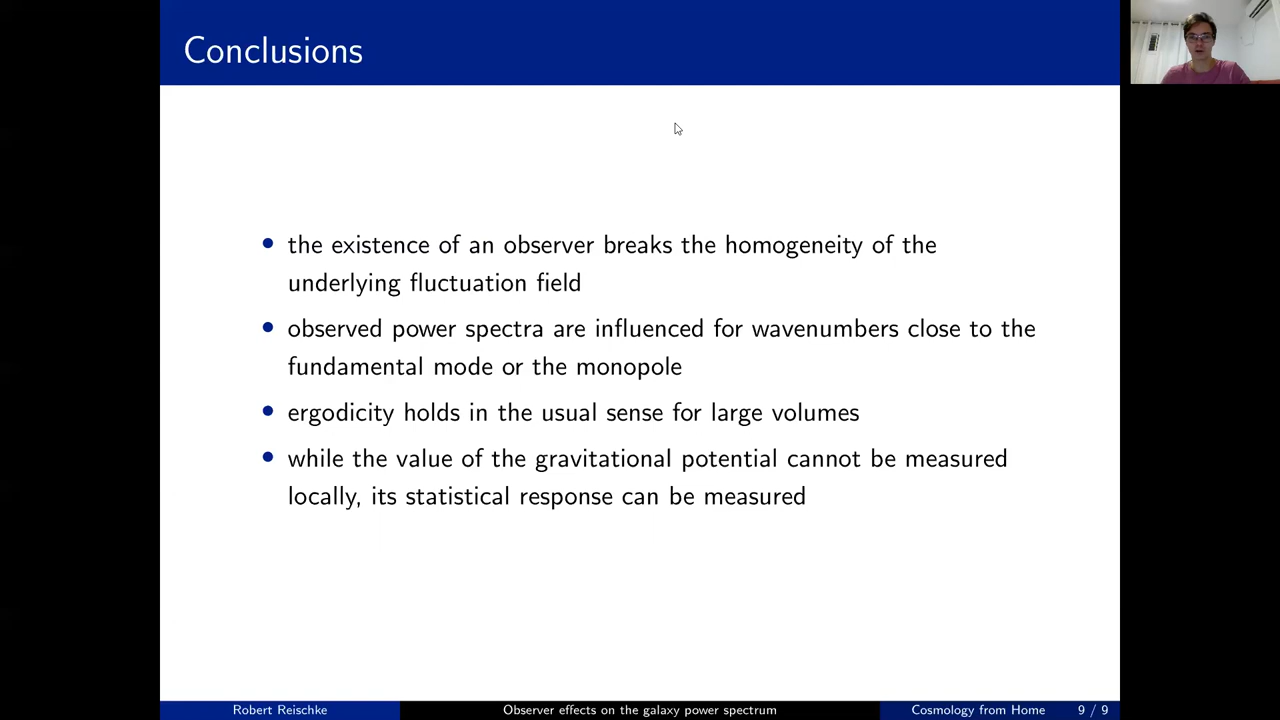 Conclusions
• the existence of an observer breaks the homogeneity of the
underlying fluctuation field
• observed power spectra are influenced for wavenumbers close to the
fundamental mode or the monopole
• ergodicity holds in the usual sense for large volumes
• while the value of the gravitational potential cannot be measured
locally, its statistical response can be measured
Robert Reischke Observer effects on the galaxy power spectrum Cosmology from Home 9 / 9